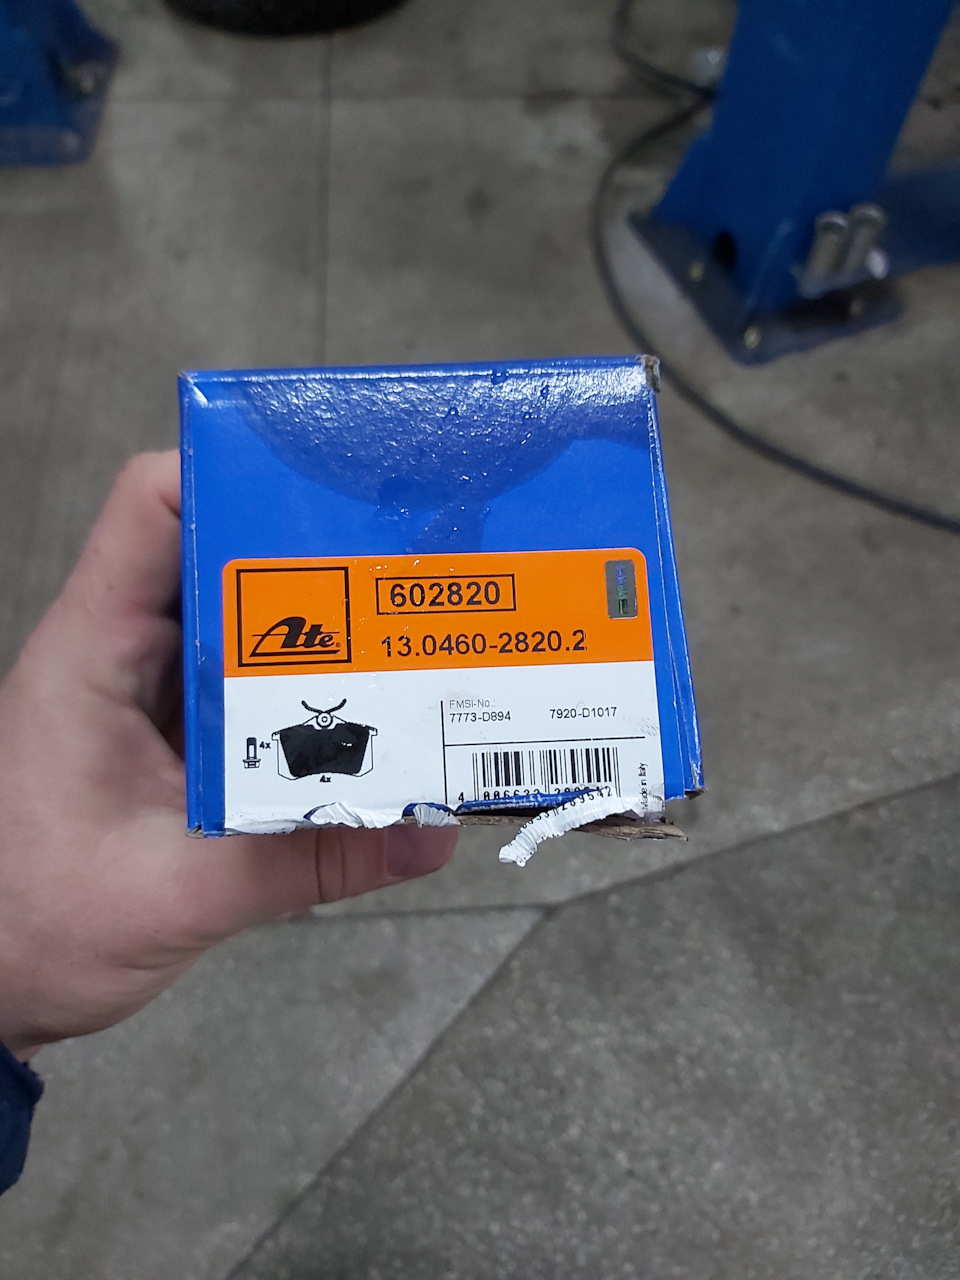 Ate®
602820
13.0460-2820.2
FMSI-No.:
7773-D894 7920-D1017
4x
4x
Made in Italy